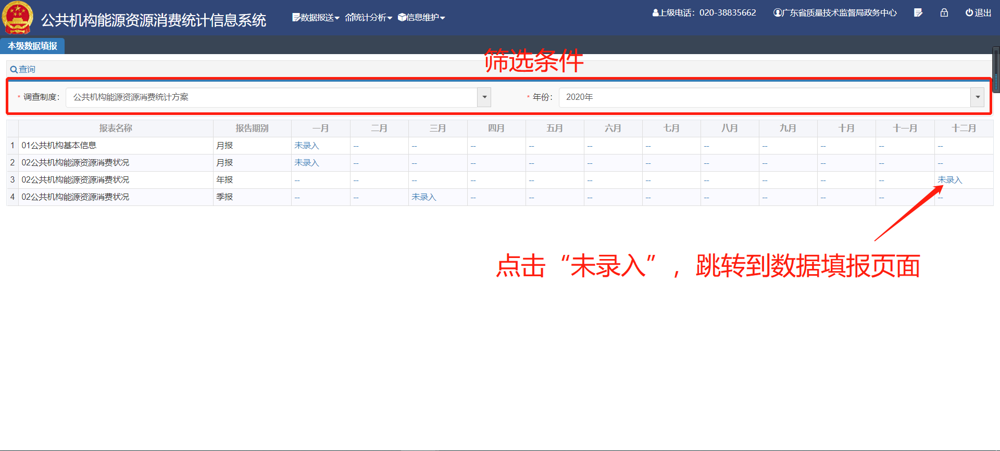 公共机构能源资源消费统计信息系统 数据报送 统计分析 信息维护 上级电话：020-38835662 广东省质量技术监督局政务中心 退出
本级数据填报
筛选条件
查询
* 调查制度： 公共机构能源资源消费统计方案 * 年份： 2020年
报表名称 报告期别 一月 二月 三月 四月 五月 六月 七月 八月 九月 十月 十一月 十二月
1 01公共机构基本信息 月报 未录入 -- -- -- -- -- -- -- -- -- -- --
2 02公共机构能源资源消费状况 月报 未录入 -- -- -- -- -- -- -- -- -- -- --
3 02公共机构能源资源消费状况 年报 -- -- -- -- -- -- -- -- -- -- -- 未录入
4 02公共机构能源资源消费状况 季报 -- -- 未录入 -- -- -- -- -- -- -- -- --
点击“未录入”，跳转到数据填报页面